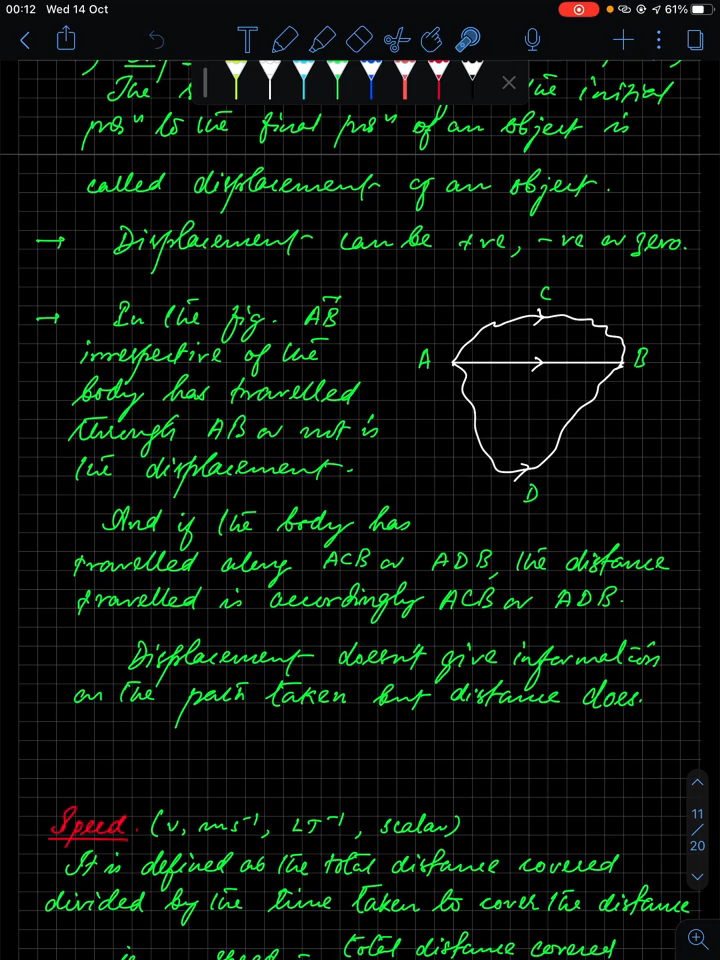 00:12 Wed 14 Oct
61%
The
the initial
posⁿ to the final posⁿ of an object is
called displacement of an object.
→ Displacement can be +ve, -ve or zero.
→ In the fig. AB
irrespective of the
body has travelled
through AB or not is
the displacement.
C
A
B
D
And if the body has
travelled along ACB or ADB, the distance
travelled is accordingly ACB or ADB.
Displacement doesn't give information
on the path taken but distance does.
Speed. (v, ms⁻¹, LT⁻¹, scalar)
It is defined as the total distance covered
divided by the time taken to cover the distance
total distance covered
11
/
20